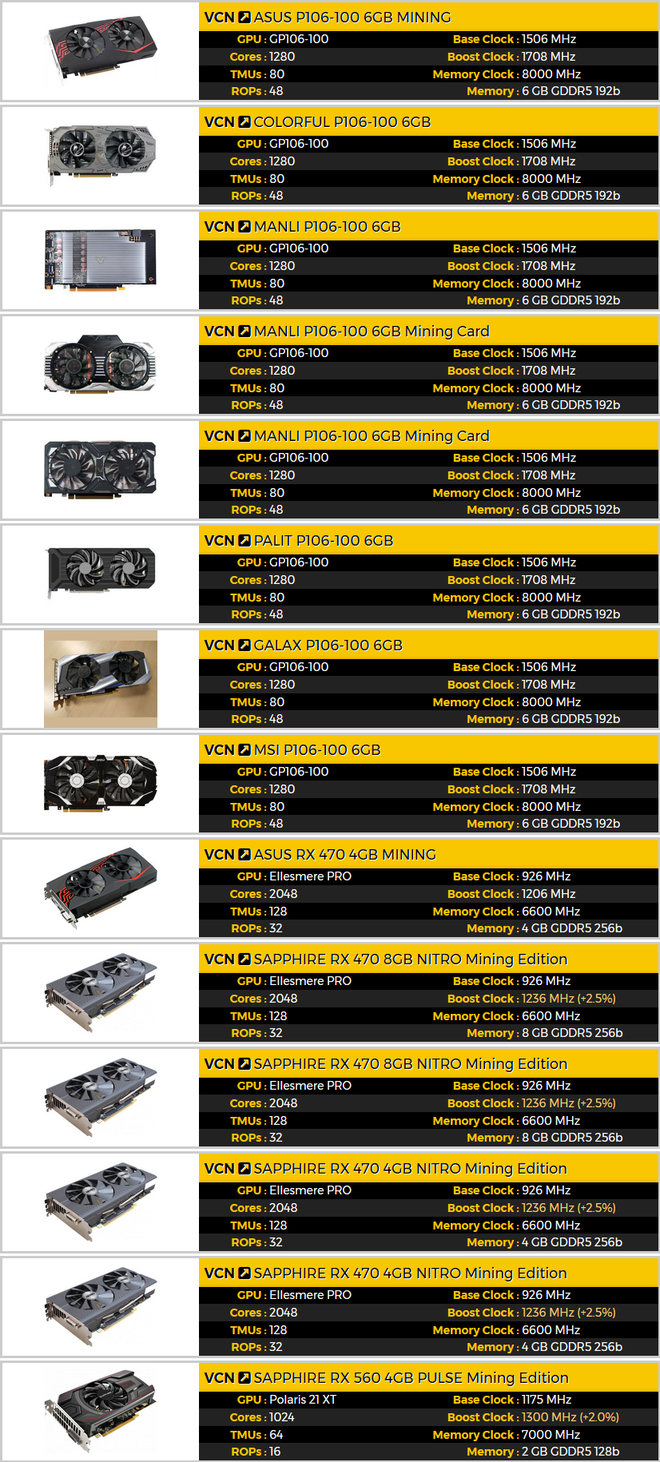 VCN ASUS P106-100 6GB MINING
GPU : GP106-100 Base Clock : 1506 MHz
Cores : 1280 Boost Clock : 1708 MHz
TMUs : 80 Memory Clock : 8000 MHz
ROPs : 48 Memory : 6 GB GDDR5 192b
VCN COLORFUL P106-100 6GB
GPU : GP106-100 Base Clock : 1506 MHz
Cores : 1280 Boost Clock : 1708 MHz
TMUs : 80 Memory Clock : 8000 MHz
ROPs : 48 Memory : 6 GB GDDR5 192b
VCN MANLI P106-100 6GB
GPU : GP106-100 Base Clock : 1506 MHz
Cores : 1280 Boost Clock : 1708 MHz
TMUs : 80 Memory Clock : 8000 MHz
ROPs : 48 Memory : 6 GB GDDR5 192b
VCN MANLI P106-100 6GB Mining Card
GPU : GP106-100 Base Clock : 1506 MHz
Cores : 1280 Boost Clock : 1708 MHz
TMUs : 80 Memory Clock : 8000 MHz
ROPs : 48 Memory : 6 GB GDDR5 192b
VCN MANLI P106-100 6GB Mining Card
GPU : GP106-100 Base Clock : 1506 MHz
Cores : 1280 Boost Clock : 1708 MHz
TMUs : 80 Memory Clock : 8000 MHz
ROPs : 48 Memory : 6 GB GDDR5 192b
VCN PALIT P106-100 6GB
GPU : GP106-100 Base Clock : 1506 MHz
Cores : 1280 Boost Clock : 1708 MHz
TMUs : 80 Memory Clock : 8000 MHz
ROPs : 48 Memory : 6 GB GDDR5 192b
VCN GALAX P106-100 6GB
GPU : GP106-100 Base Clock : 1506 MHz
Cores : 1280 Boost Clock : 1708 MHz
TMUs : 80 Memory Clock : 8000 MHz
ROPs : 48 Memory : 6 GB GDDR5 192b
VCN MSI P106-100 6GB
GPU : GP106-100 Base Clock : 1506 MHz
Cores : 1280 Boost Clock : 1708 MHz
TMUs : 80 Memory Clock : 8000 MHz
ROPs : 48 Memory : 6 GB GDDR5 192b
VCN ASUS RX 470 4GB MINING
GPU : Ellesmere PRO Base Clock : 926 MHz
Cores : 2048 Boost Clock : 1206 MHz
TMUs : 128 Memory Clock : 6600 MHz
ROPs : 32 Memory : 4 GB GDDR5 256b
VCN SAPPHIRE RX 470 8GB NITRO Mining Edition
GPU : Ellesmere PRO Base Clock : 926 MHz
Cores : 2048 Boost Clock : 1236 MHz (+2.5%)
TMUs : 128 Memory Clock : 6600 MHz
ROPs : 32 Memory : 8 GB GDDR5 256b
VCN SAPPHIRE RX 470 8GB NITRO Mining Edition
GPU : Ellesmere PRO Base Clock : 926 MHz
Cores : 2048 Boost Clock : 1236 MHz (+2.5%)
TMUs : 128 Memory Clock : 6600 MHz
ROPs : 32 Memory : 8 GB GDDR5 256b
VCN SAPPHIRE RX 470 4GB NITRO Mining Edition
GPU : Ellesmere PRO Base Clock : 926 MHz
Cores : 2048 Boost Clock : 1236 MHz (+2.5%)
TMUs : 128 Memory Clock : 6600 MHz
ROPs : 32 Memory : 4 GB GDDR5 256b
VCN SAPPHIRE RX 470 4GB NITRO Mining Edition
GPU : Ellesmere PRO Base Clock : 926 MHz
Cores : 2048 Boost Clock : 1236 MHz (+2.5%)
TMUs : 128 Memory Clock : 6600 MHz
ROPs : 32 Memory : 4 GB GDDR5 256b
VCN SAPPHIRE RX 560 4GB PULSE Mining Edition
GPU : Polaris 21 XT Base Clock : 1175 MHz
Cores : 1024 Boost Clock : 1300 MHz (+2.0%)
TMUs : 64 Memory Clock : 7000 MHz
ROPs : 16 Memory : 2 GB GDDR5 128b